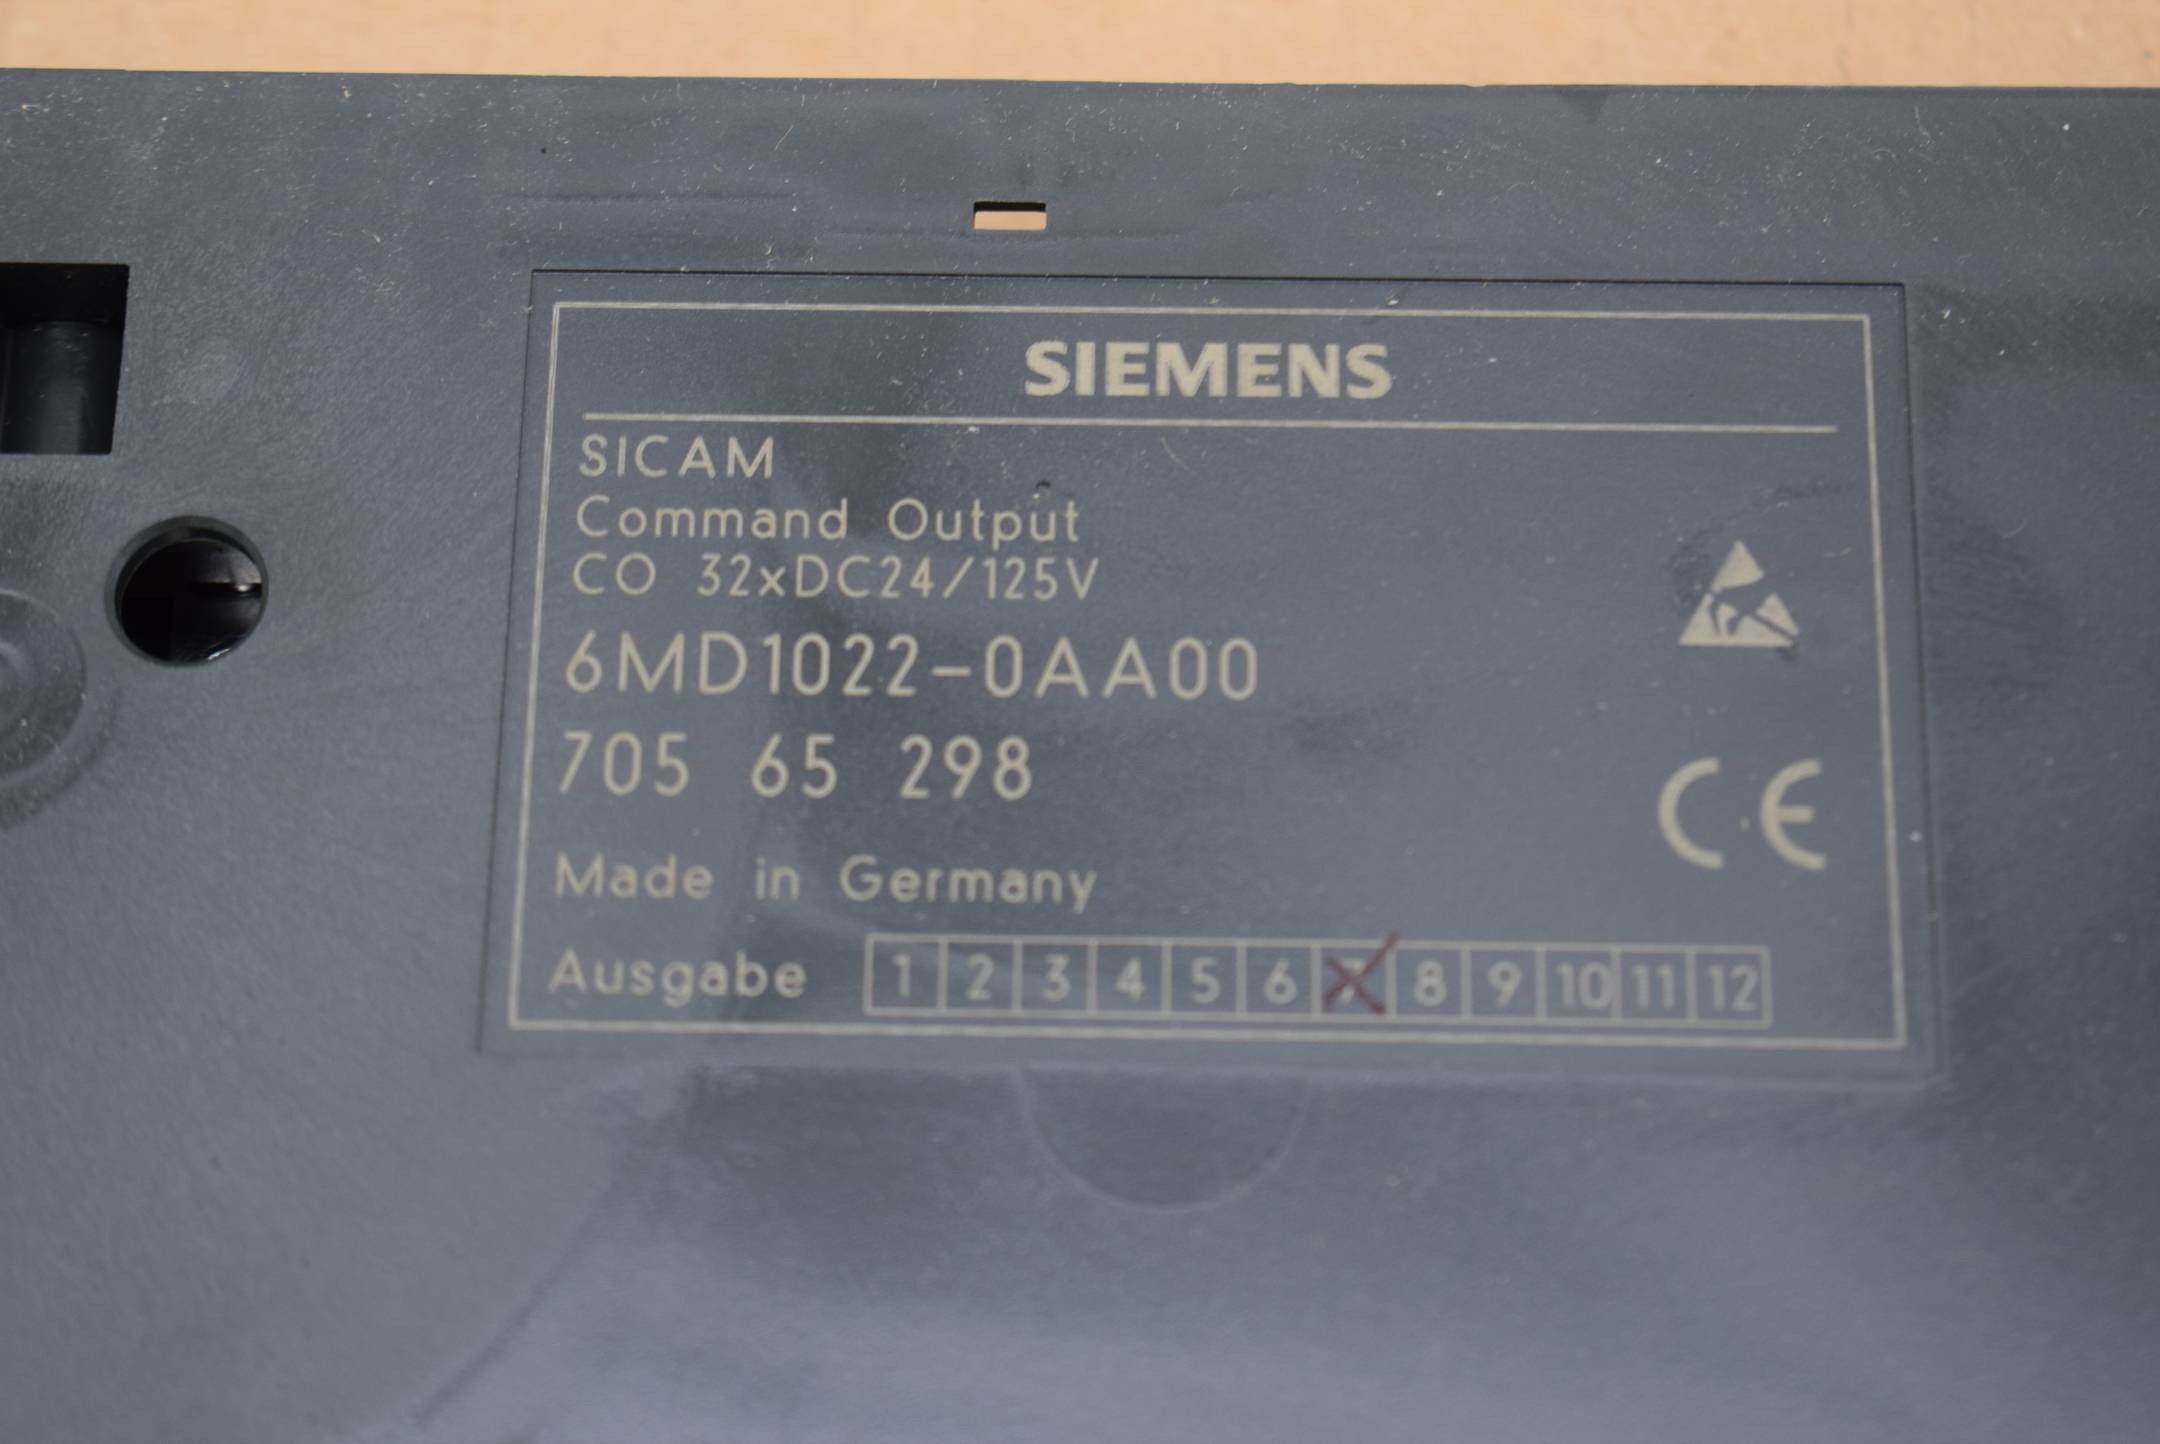 SIEMENS
SICAM
Command Output
CO 32xDC24/125V
6MD1022-0AA00
705 65 298
CE
Made in Germany
Ausgabe 1 2 3 4 5 6 7 8 9 10 11 12